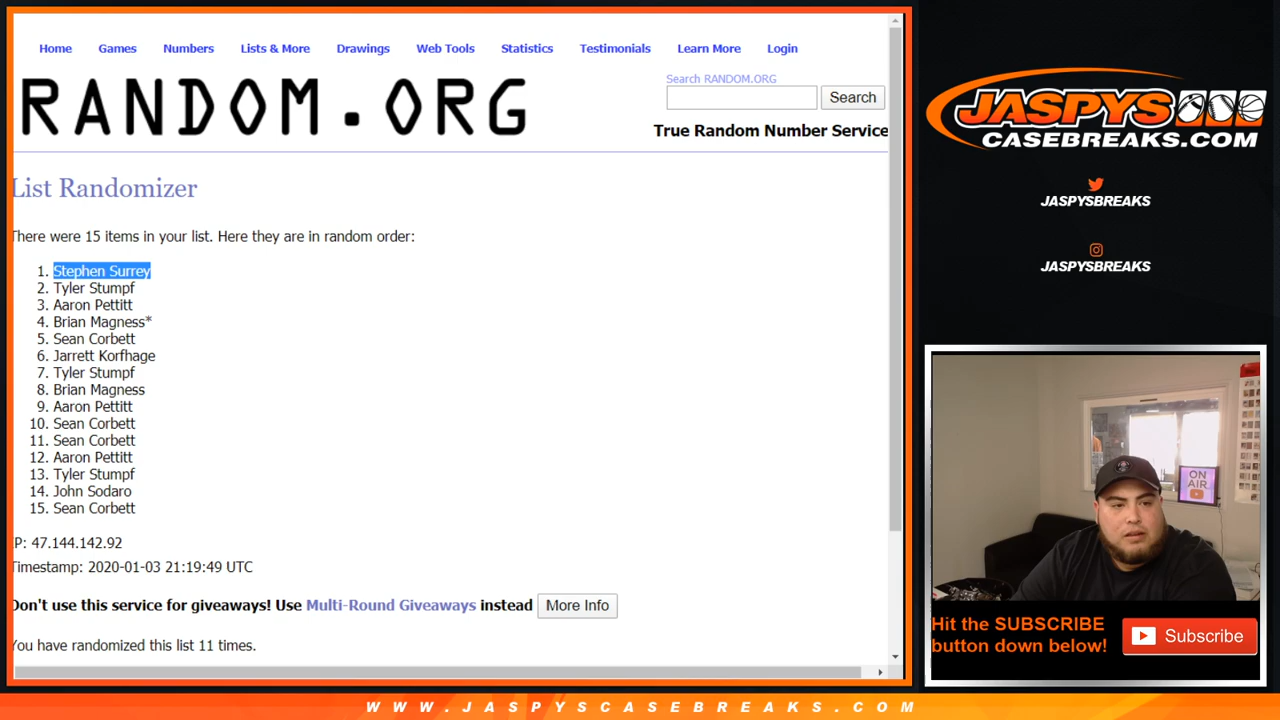 Home Games Numbers Lists & More Drawings Web Tools Statistics Testimonials Learn More Login
RANDOM.ORG
Search RANDOM.ORG
Search
True Random Number Service
List Randomizer
There were 15 items in your list. Here they are in random order:
1. Stephen Surrey
2. Tyler Stumpf
3. Aaron Pettitt
4. Brian Magness*
5. Sean Corbett
6. Jarrett Korfhage
7. Tyler Stumpf
8. Brian Magness
9. Aaron Pettitt
10. Sean Corbett
11. Sean Corbett
12. Aaron Pettitt
13. Tyler Stumpf
14. John Sodaro
15. Sean Corbett
IP: 47.144.142.92
Timestamp: 2020-01-03 21:19:49 UTC
Don't use this service for giveaways! Use Multi-Round Giveaways instead More Info
You have randomized this list 11 times.
JASPYS
CASEBREAKS.COM
JASPYSBREAKS
JASPYSBREAKS
ON
AIR
Hit the SUBSCRIBE
button down below!
Subscribe
WWW.JASPYSCASEBREAKS.COM